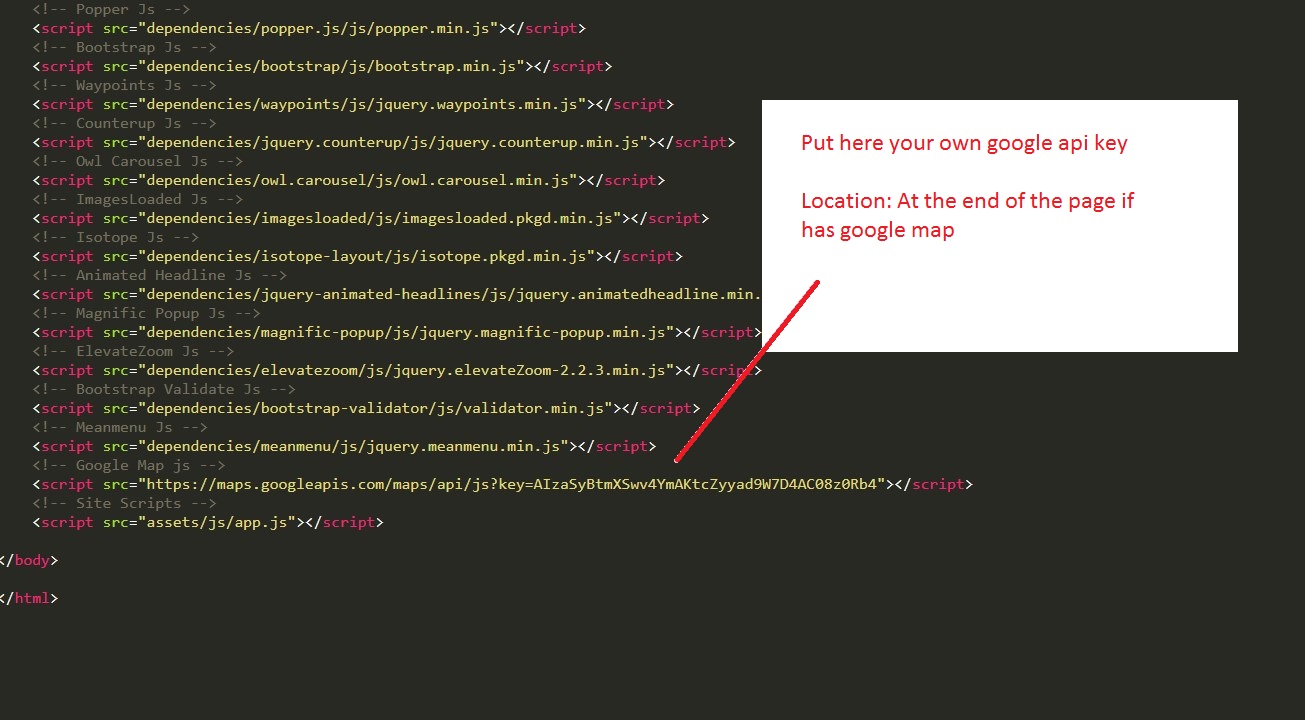 <!-- Popper Js -->
<script src="dependencies/popper.js/js/popper.min.js"></script>
<!-- Bootstrap Js -->
<script src="dependencies/bootstrap/js/bootstrap.min.js"></script>
<!-- Waypoints Js -->
<script src="dependencies/waypoints/js/jquery.waypoints.min.js"></script>
<!-- Counterup Js -->
<script src="dependencies/jquery.counterup/js/jquery.counterup.min.js"></script>
<!-- Owl Carousel Js -->
<script src="dependencies/owl.carousel/js/owl.carousel.min.js"></script>
<!-- ImagesLoaded Js -->
<script src="dependencies/imagesloaded/js/imagesloaded.pkgd.min.js"></script>
<!-- Isotope Js -->
<script src="dependencies/isotope-layout/js/isotope.pkgd.min.js"></script>
<!-- Animated Headline Js -->
<script src="dependencies/jquery-animated-headlines/js/jquery.animatedheadline.min.
<!-- Magnific Popup Js -->
<script src="dependencies/magnific-popup/js/jquery.magnific-popup.min.js"></script>
<!-- ElevateZoom Js -->
<script src="dependencies/elevatezoom/js/jquery.elevateZoom-2.2.3.min.js"></script>
<!-- Bootstrap Validate Js -->
<script src="dependencies/bootstrap-validator/js/validator.min.js"></script>
<!-- Meanmenu Js -->
<script src="dependencies/meanmenu/js/jquery.meanmenu.min.js"></script>
<!-- Google Map js -->
<script src="https://maps.googleapis.com/maps/api/js?key=AIzaSyBtmXSwv4YmAKtcZyyad9W7D4AC08z0Rb4"></script>
<!-- Site Scripts -->
<script src="assets/js/app.js"></script>
</body>
</html>
Put here your own google api key
Location: At the end of the page if
has google map